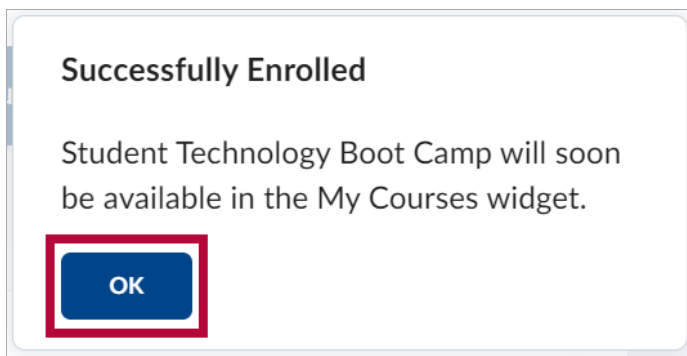 Successfully Enrolled
Student Technology Boot Camp will soon
be available in the My Courses widget.
OK